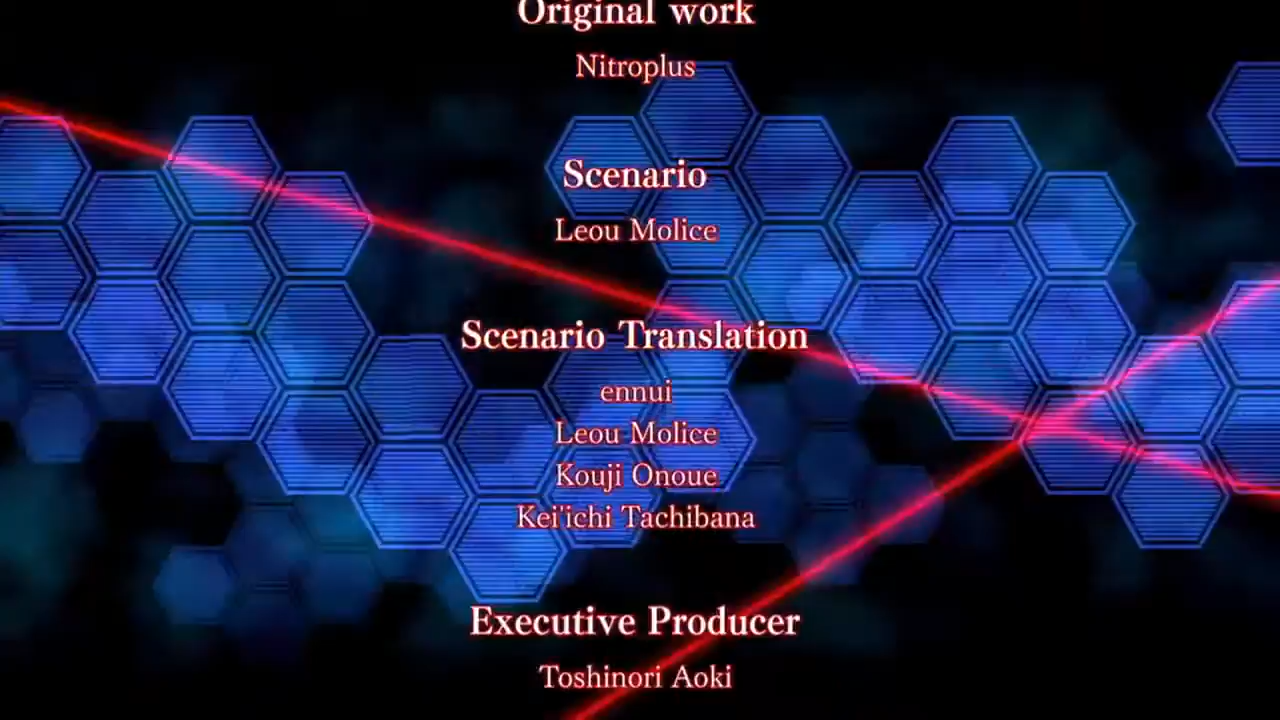 Original work
Nitroplus
Scenario
Leou Molice
Scenario Translation
ennui
Leou Molice
Kouji Onoue
Kei'ichi Tachibana
Executive Producer
Toshinori Aoki